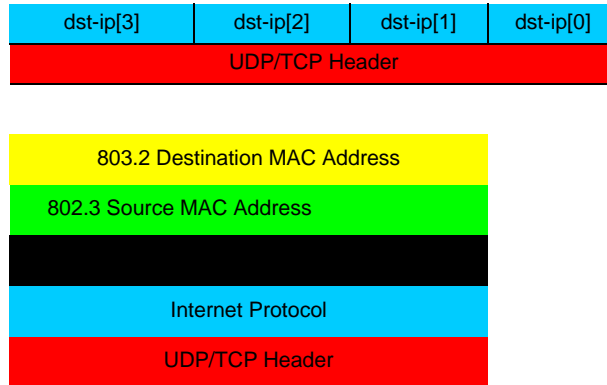 dst-ip[3] dst-ip[2] dst-ip[1] dst-ip[0]
UDP/TCP Header
803.2 Destination MAC Address
802.3 Source MAC Address
Internet Protocol
UDP/TCP Header